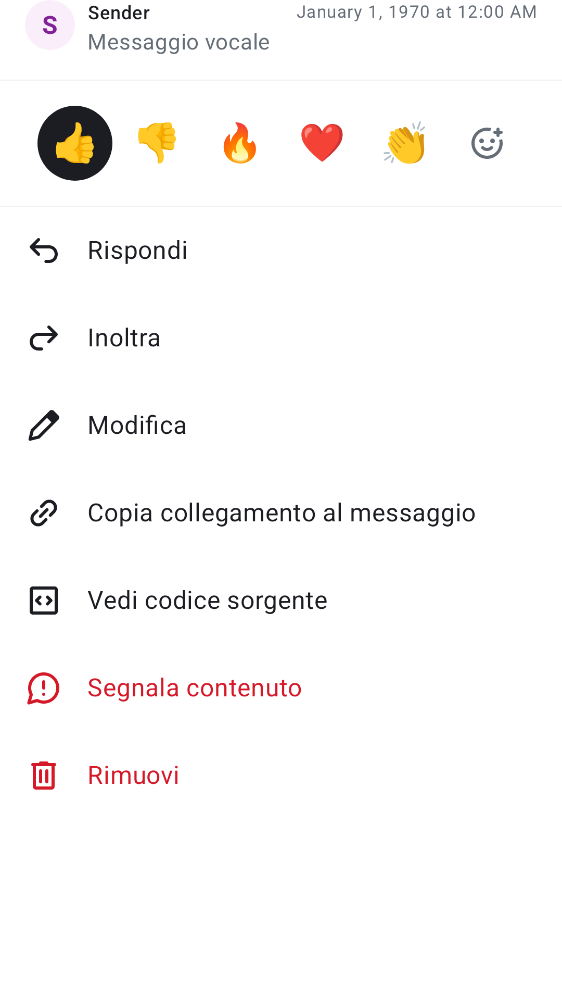 S
Sender
January 1, 1970 at 12:00 AM
Messaggio vocale
Rispondi
Inoltra
Modifica
Copia collegamento al messaggio
Vedi codice sorgente
Segnala contenuto
Rimuovi